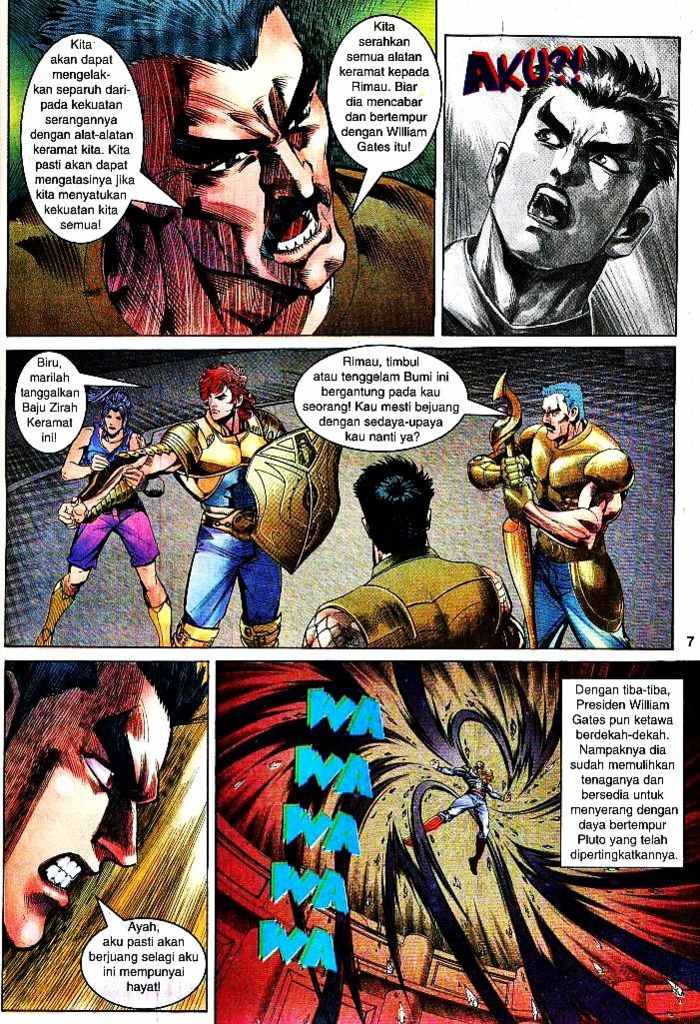 Kita
akan dapat
mengelak-
kan separuh dari-
pada kekuatan
serangannya
dengan alat-alatan
keramat kita. Kita
pasti akan dapat
mengatasinya jika
kita menyatukan
kekuatan kita
semua!
Kita
serahkan
semua alatan
keramat kepada
Rimau. Biar
dia mencabar
dan bertempur
dengan William
Gates itu!
AKU?!
Biru,
marilah
tanggalkan
Baju Zirah
Keramat
ini!
Rimau, timbul
atau tenggelam Bumi ini
bergantung pada kau
seorang! Kau mesti bejuang
dengan sedaya-upaya
kau nanti ya?
7
Ayah,
aku pasti akan
berjuang selagi aku
ini mempunyai
hayat!
WA
WA
WA
WA
WA
Dengan tiba-tiba,
Presiden William
Gates pun ketawa
berdekah-dekah.
Nampaknya dia
sudah memulihkan
tenaganya dan
bersedia untuk
menyerang dengan
daya bertempur
Pluto yang telah
dipertingkatkannya.